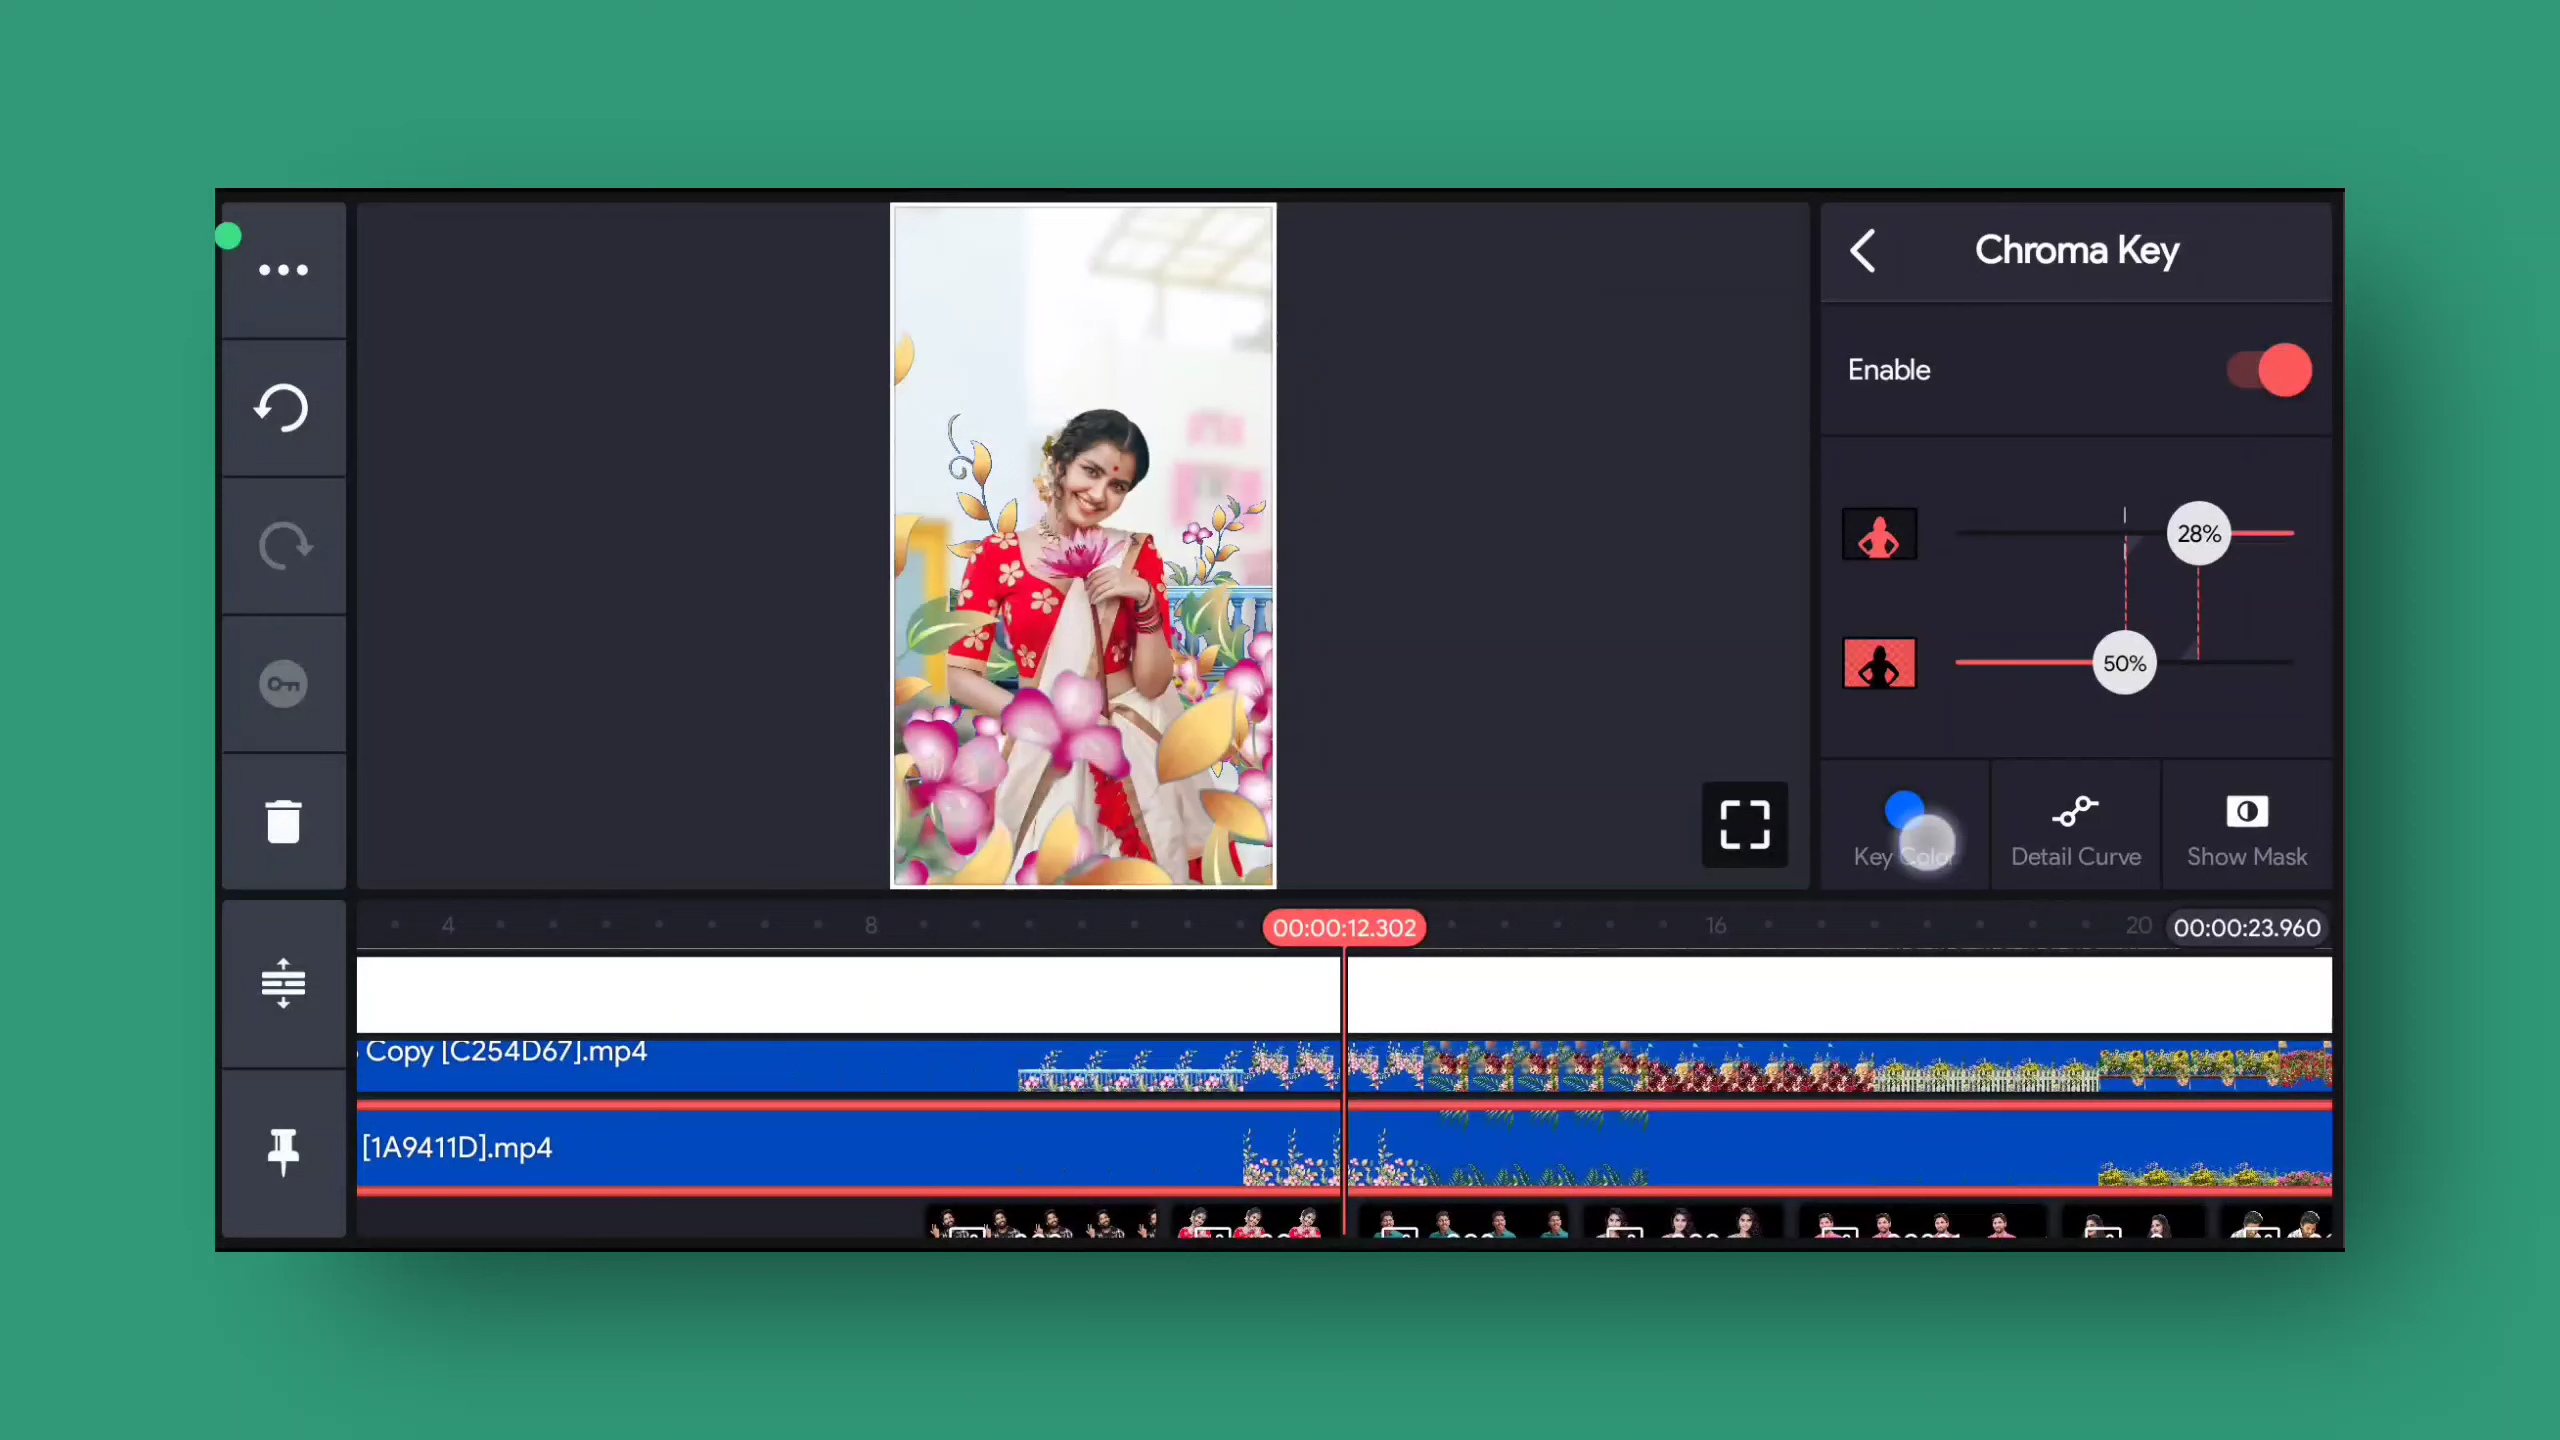 Chroma Key
Enable
28%
50%
Key Color
Detail Curve
Show Mask
4
8
00:00:12.302
16
20
00:00:23.960
Copy [C254D67].mp4
[1A9411D].mp4